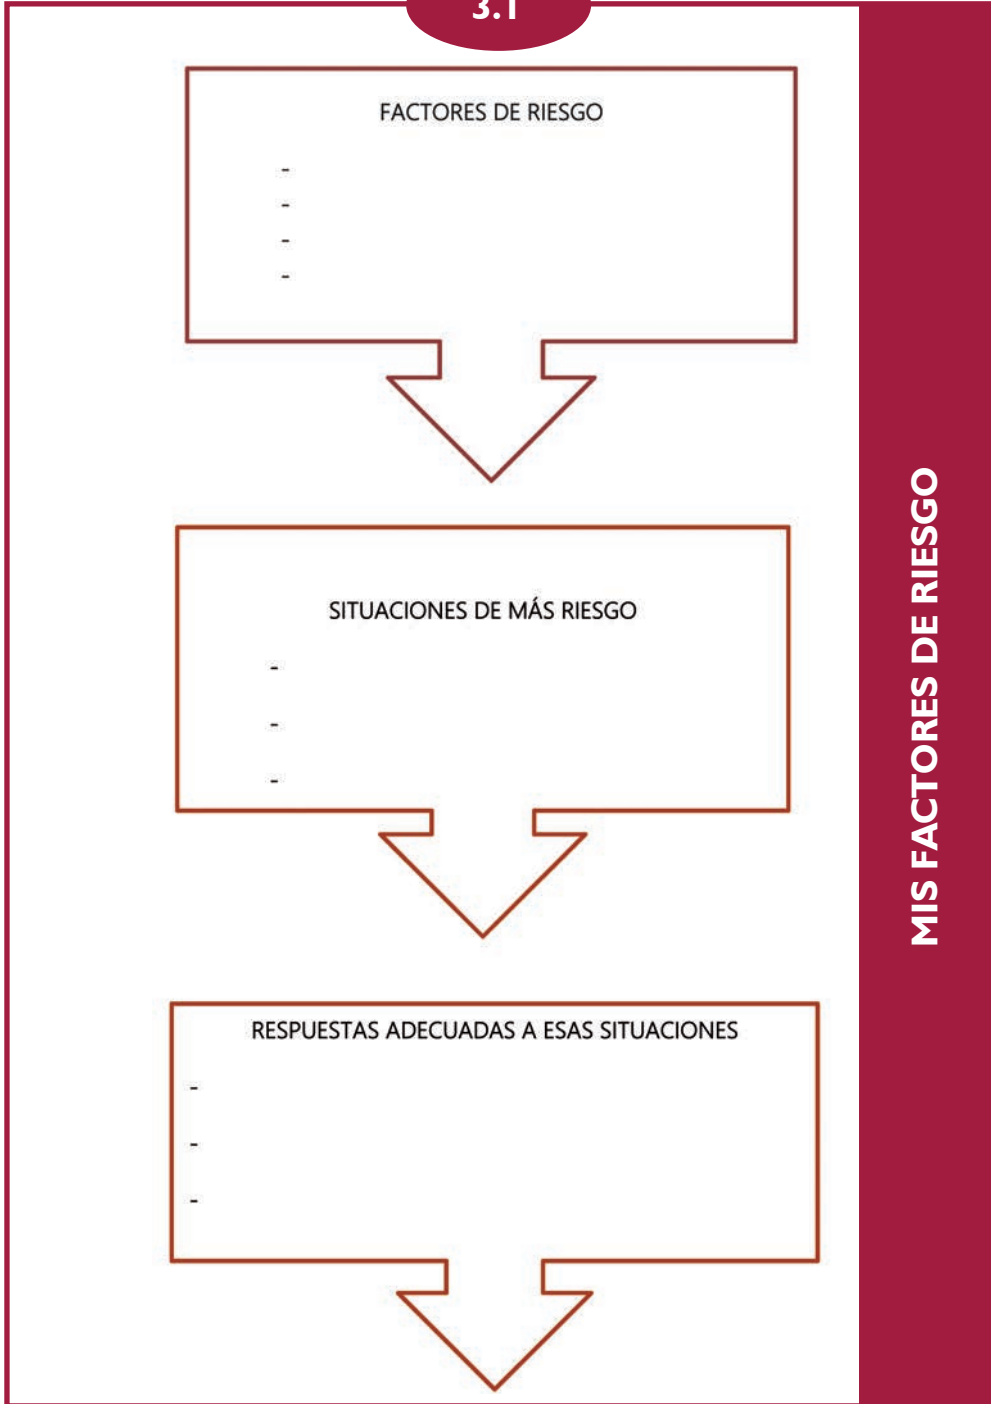 3.1
FACTORES DE RIESGO
-
-
-
-
SITUACIONES DE MÁS RIESGO
-
-
-
RESPUESTAS ADECUADAS A ESAS SITUACIONES
-
-
-
MIS FACTORES DE RIESGO